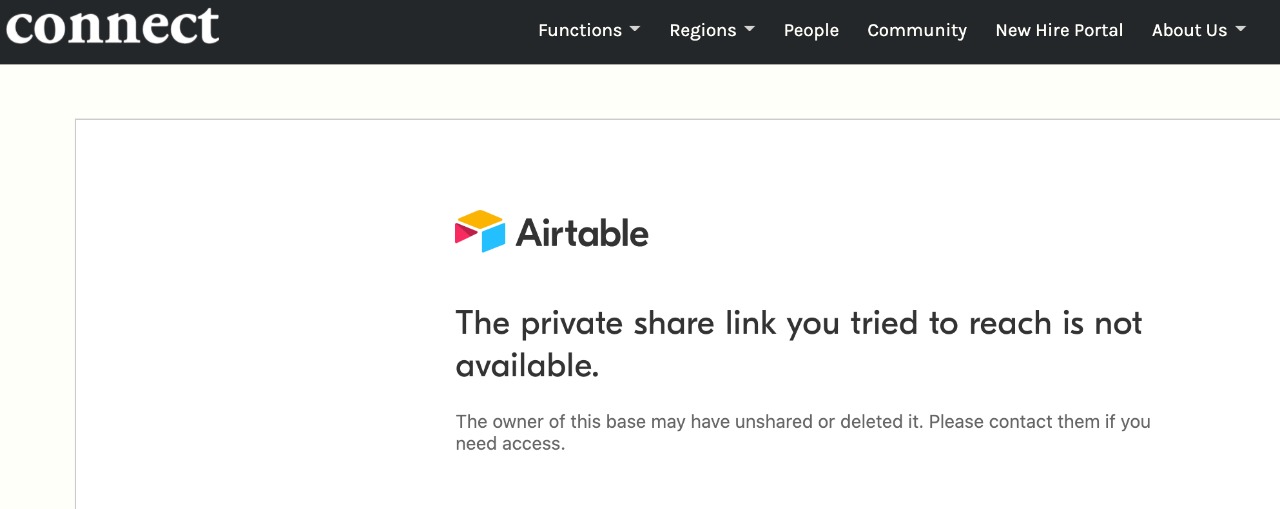 connect
Functions Regions People Community New Hire Portal About Us
Airtable
The private share link you tried to reach is not
available.
The owner of this base may have unshared or deleted it. Please contact them if you
need access.